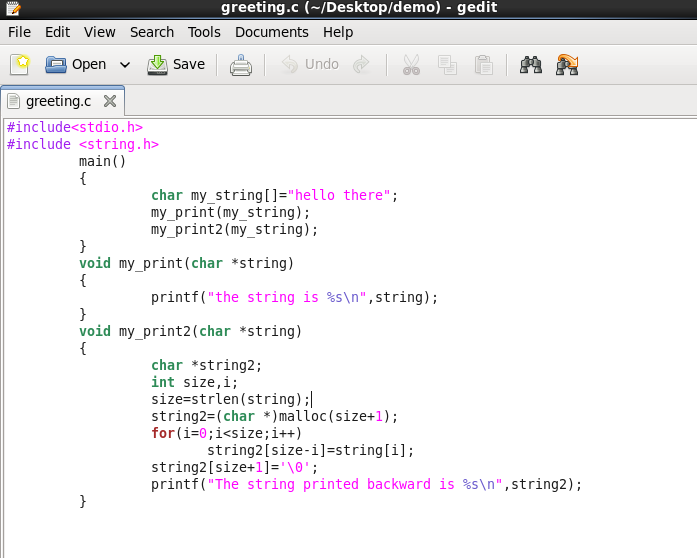 greeting.c (~/Desktop/demo) - gedit
File Edit View Search Tools Documents Help
Open Save Undo
greeting.c
#include<stdio.h>
#include <string.h>
main()
{
char my_string[]="hello there";
my_print(my_string);
my_print2(my_string);
}
void my_print(char *string)
{
printf("the string is %s\n",string);
}
void my_print2(char *string)
{
char *string2;
int size,i;
size=strlen(string);
string2=(char *)malloc(size+1);
for(i=0;i<size;i++)
string2[size-i]=string[i];
string2[size+1]='\0';
printf("The string printed backward is %s\n",string2);
}